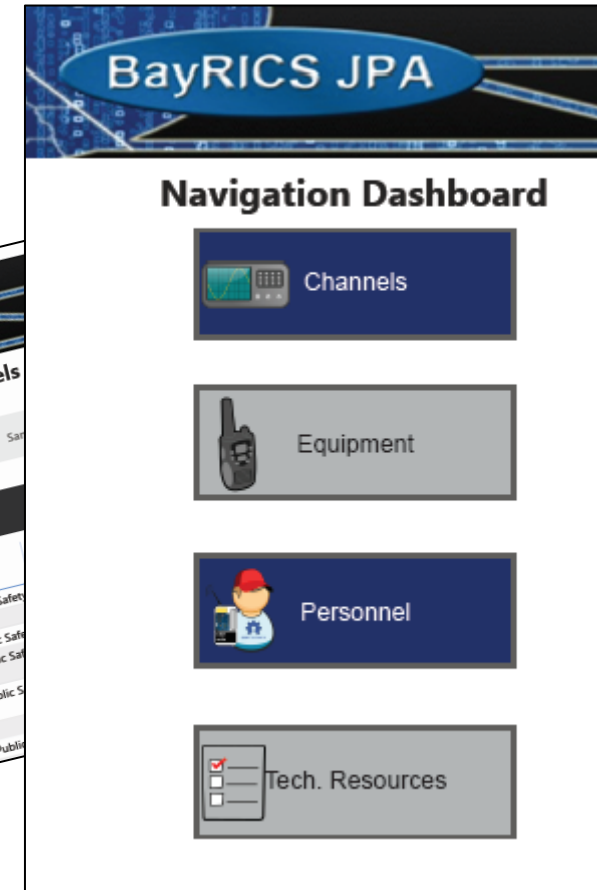 BayRICS JPA
Navigation Dashboard
Channels
Equipment
Personnel
Tech. Resources